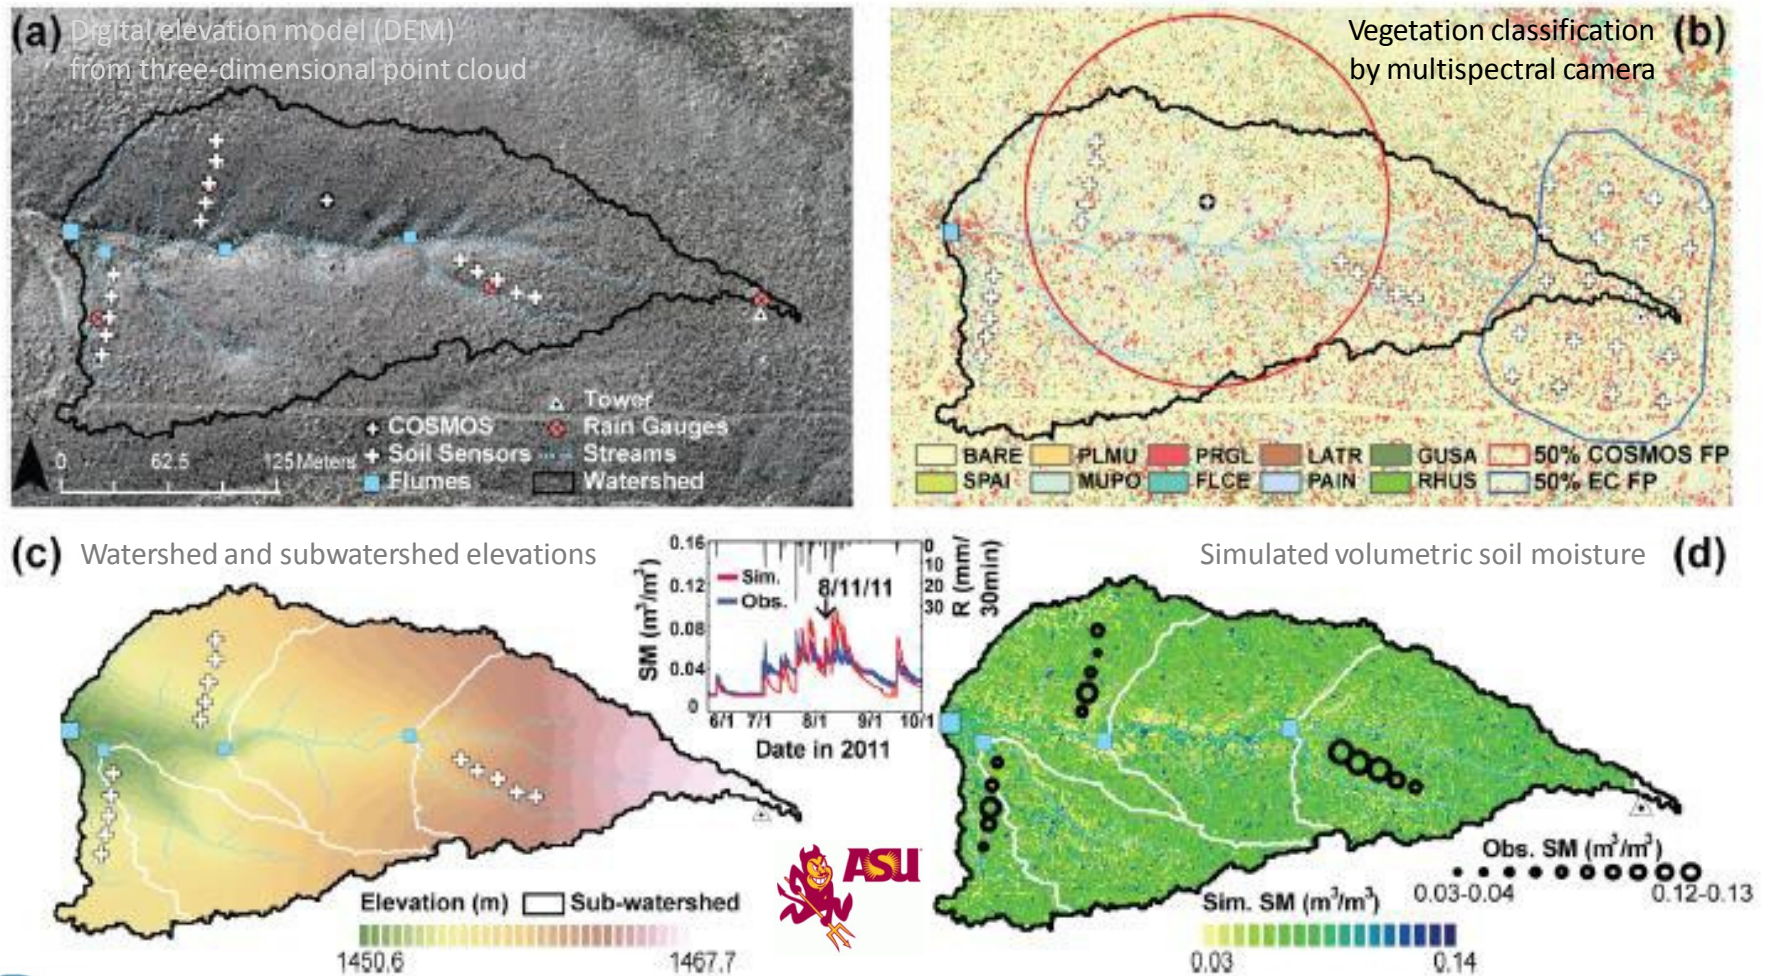 (a) Digital elevation model (DEM)
from three-dimensional point cloud
COSMOS
Soil Sensors
Flumes
Tower
Rain Gauges
Streams
Watershed
0 62.5 125 Meters
Vegetation classification (b)
by multispectral camera
BARE PLMU PRGL LATR GUSA 50% COSMOS FP
SPAI MUPO FLCE PAIN RHUS 50% EC FP
(c) Watershed and subwatershed elevations
Elevation (m) Sub-watershed
1450.6 1467.7
SM (m³/m³)
0.16
0.12
0.08
0.04
0
Sim.
Obs.
8/11/11
0
10
20
30
R (mm/
30min)
6/1 7/1 8/1 9/1 10/1
Date in 2011
ASU
Simulated volumetric soil moisture (d)
Obs. SM (m³/m³)
0.03-0.04 0.12-0.13
Sim. SM (m³/m³)
0.03 0.14